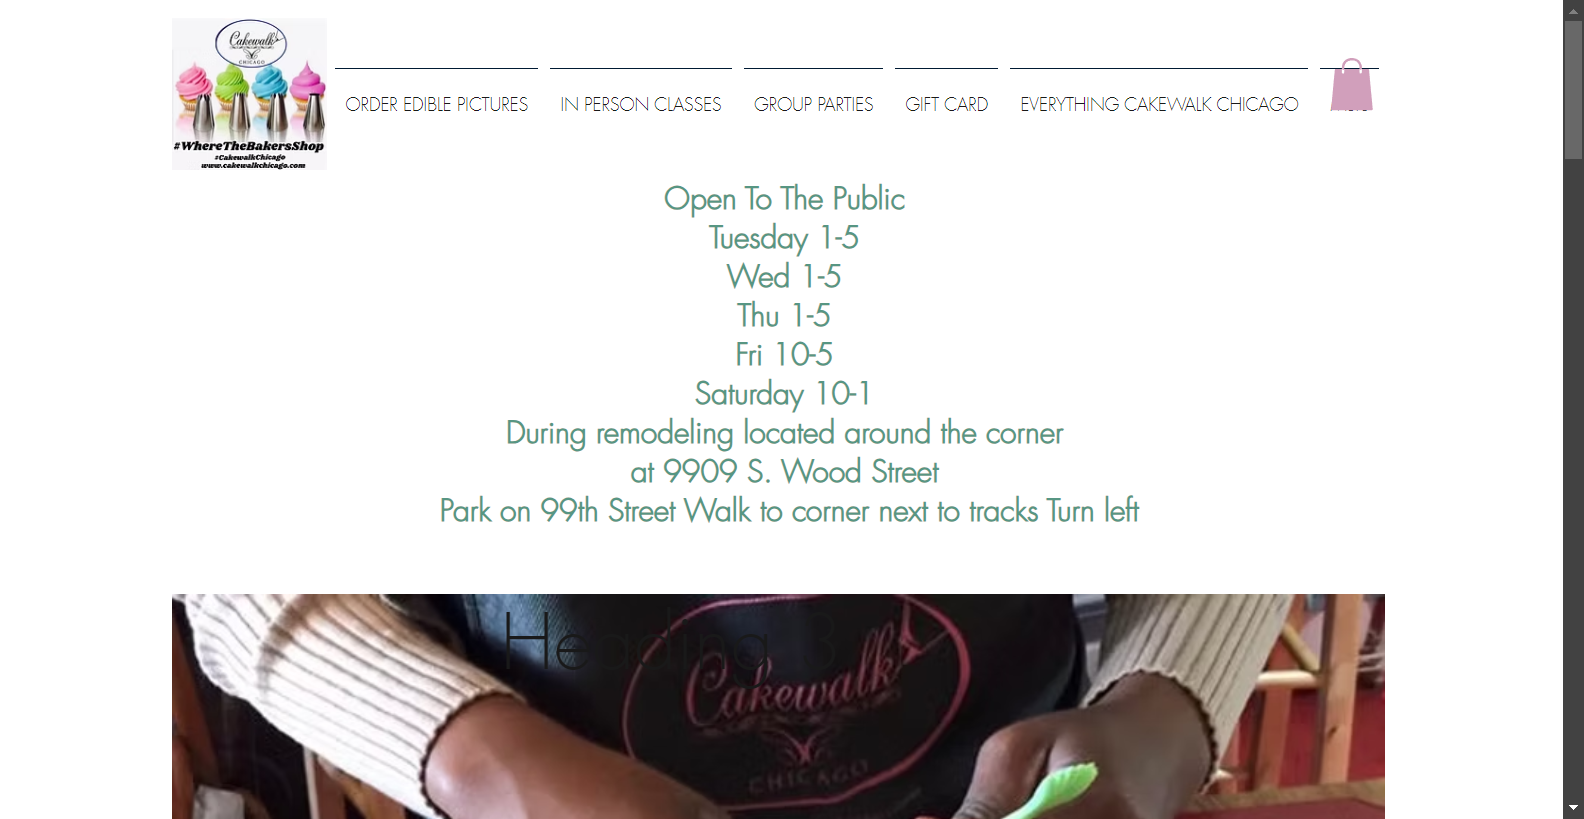 Cakewalk
CHICAGO
#WhereTheBakersShop
#CakewalkChicago
www.cakewalkchicago.com
ORDER EDIBLE PICTURES
IN PERSON CLASSES
GROUP PARTIES
GIFT CARD
EVERYTHING CAKEWALK CHICAGO
Open To The Public
Tuesday 1-5
Wed 1-5
Thu 1-5
Fri 10-5
Saturday 10-1
During remodeling located around the corner
at 9909 S. Wood Street
Park on 99th Street Walk to corner next to tracks Turn left
Heading 3
Cakewalk
CHICAGO